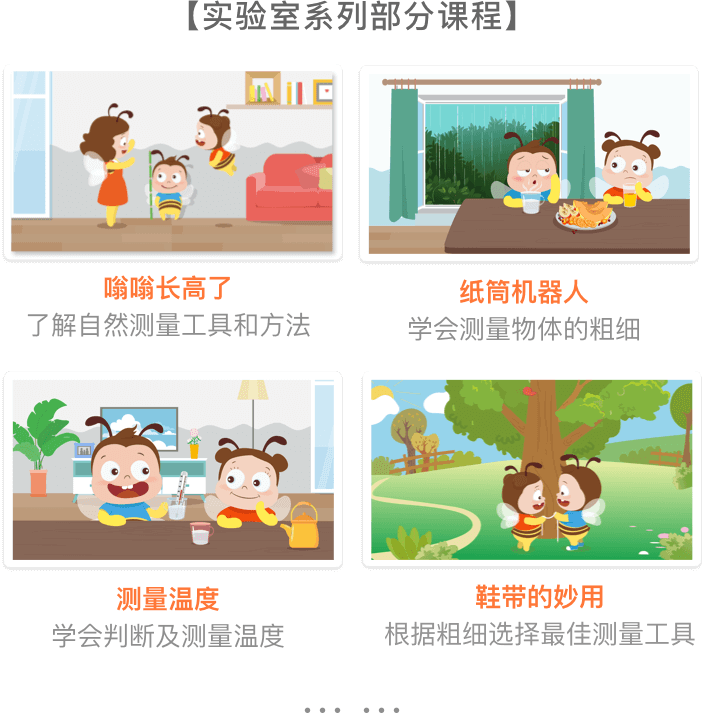 【实验室系列部分课程】
嗡嗡长高了
了解自然测量工具和方法
纸筒机器人
学会测量物体的粗细
测量温度
学会判断及测量温度
鞋带的妙用
根据粗细选择最佳测量工具
... ...